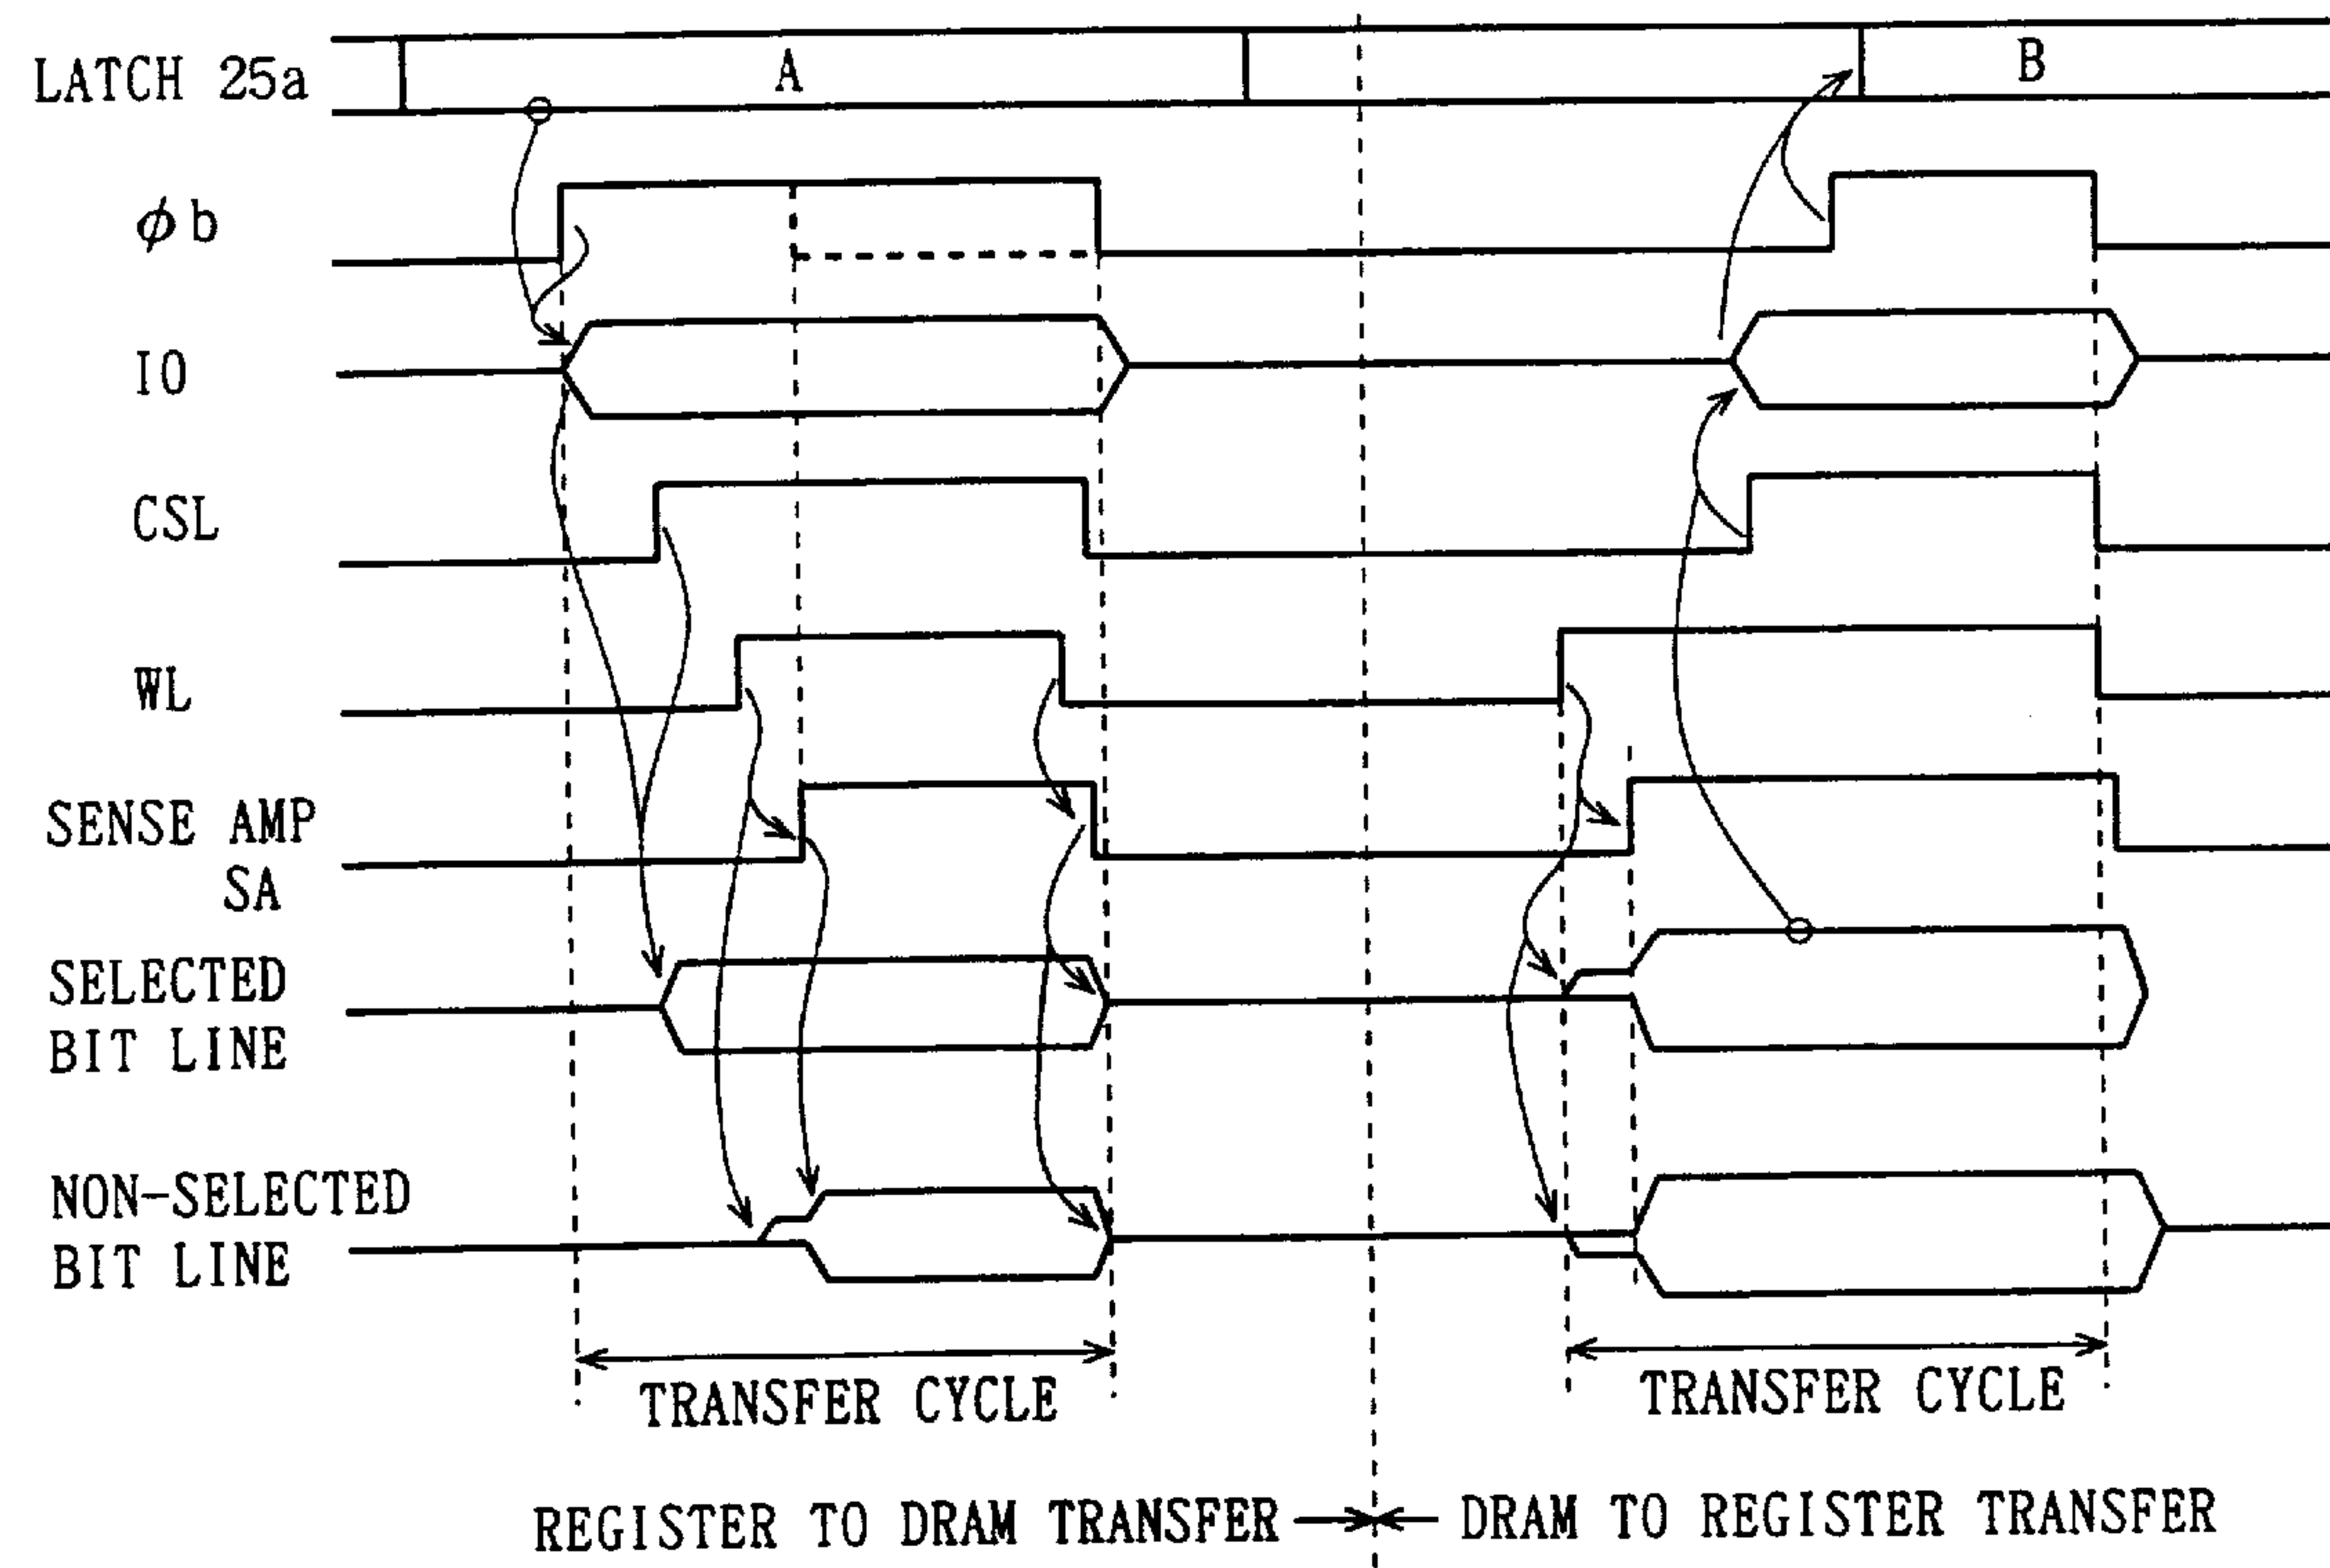 LATCH 25a
A
B
φb
IO
CSL
WL
SENSE AMP
SA
SELECTED
BIT LINE
NON-SELECTED
BIT LINE
TRANSFER CYCLE
TRANSFER CYCLE
REGISTER TO DRAM TRANSFER
DRAM TO REGISTER TRANSFER